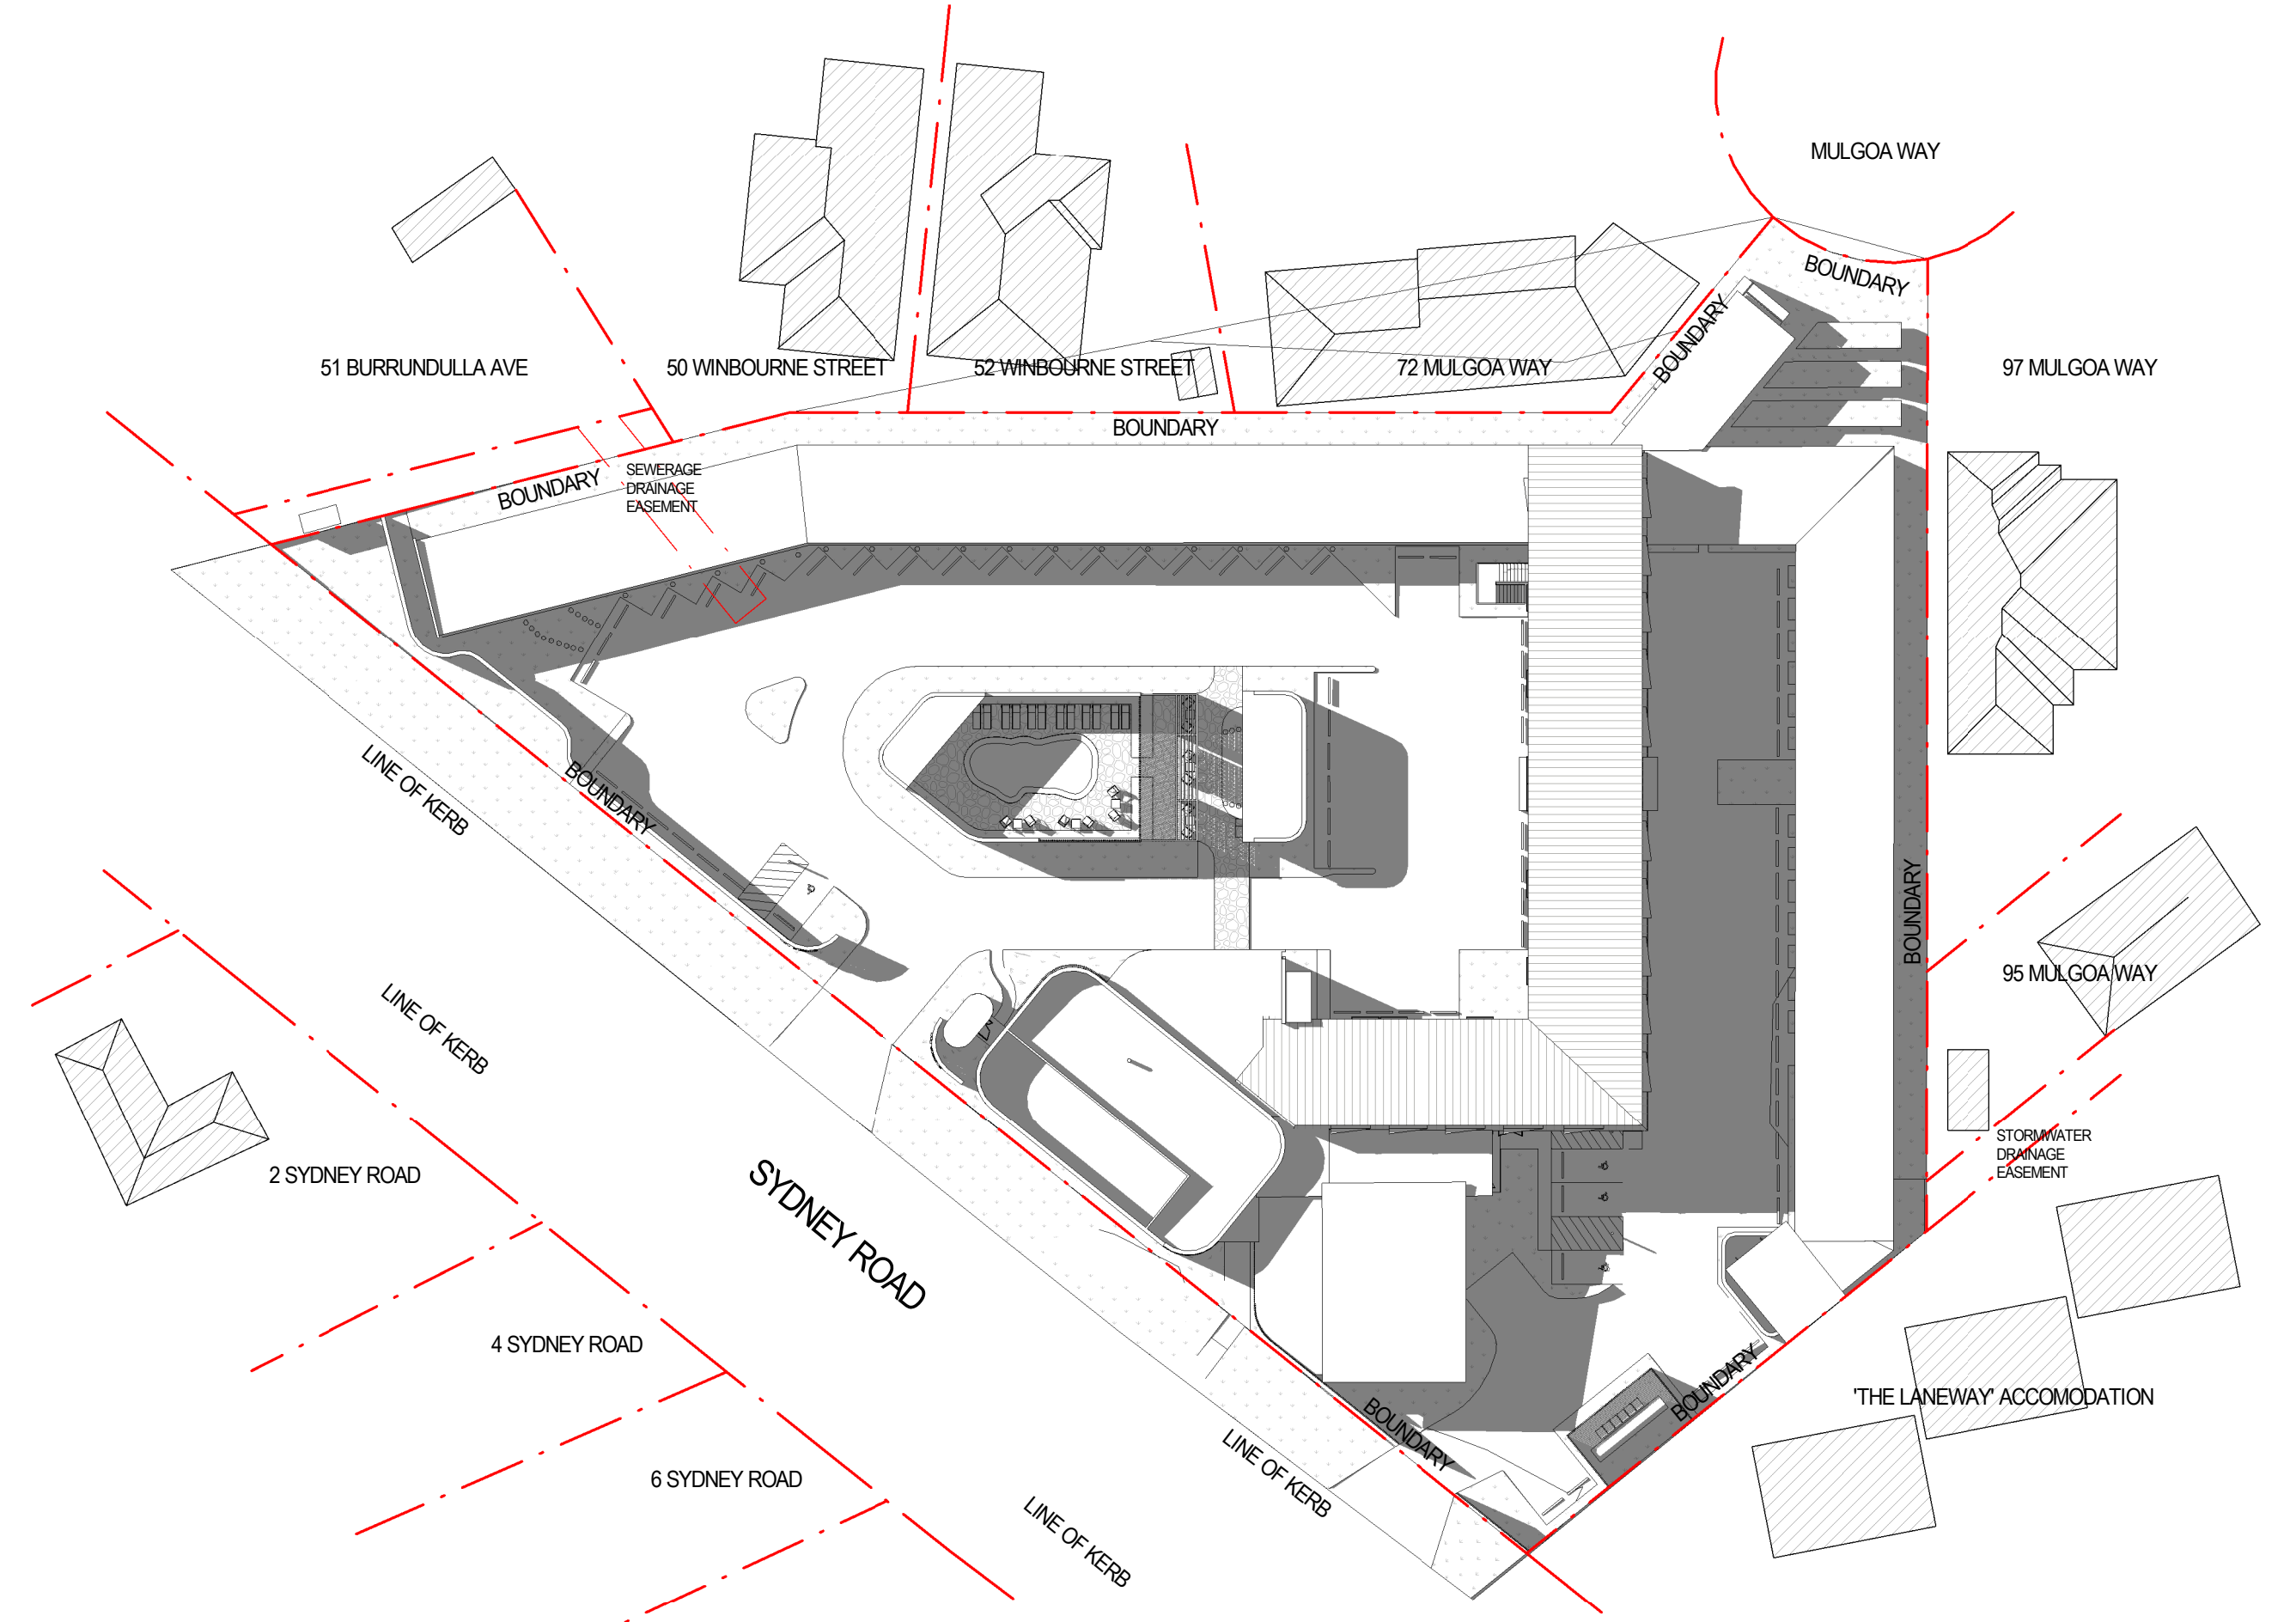 MULGOA WAY
BOUNDARY
BOUNDARY
51 BURRUNDULLA AVE
50 WINBOURNE STREET
52 WINBOURNE STREET
72 MULGOA WAY
97 MULGOA WAY
BOUNDARY
SEWERAGE
DRAINAGE
EASEMENT
BOUNDARY
LINE OF KERB
BOUNDARY
BOUNDARY
95 MULGOA WAY
LINE OF KERB
STORMWATER
DRAINAGE
EASEMENT
2 SYDNEY ROAD
SYDNEY ROAD
4 SYDNEY ROAD
BOUNDARY
'THE LANEWAY' ACCOMODATION
BOUNDARY
6 SYDNEY ROAD
LINE OF KERB
LINE OF KERB